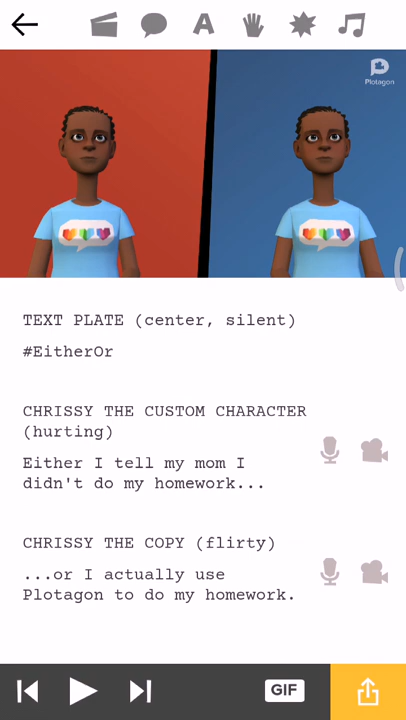 Plotagon
TEXT PLATE (center, silent)
#EitherOr
CHRISSY THE CUSTOM CHARACTER
(hurting)
Either I tell my mom I
didn't do my homework...
CHRISSY THE COPY (flirty)
...or I actually use
Plotagon to do my homework.
GIF